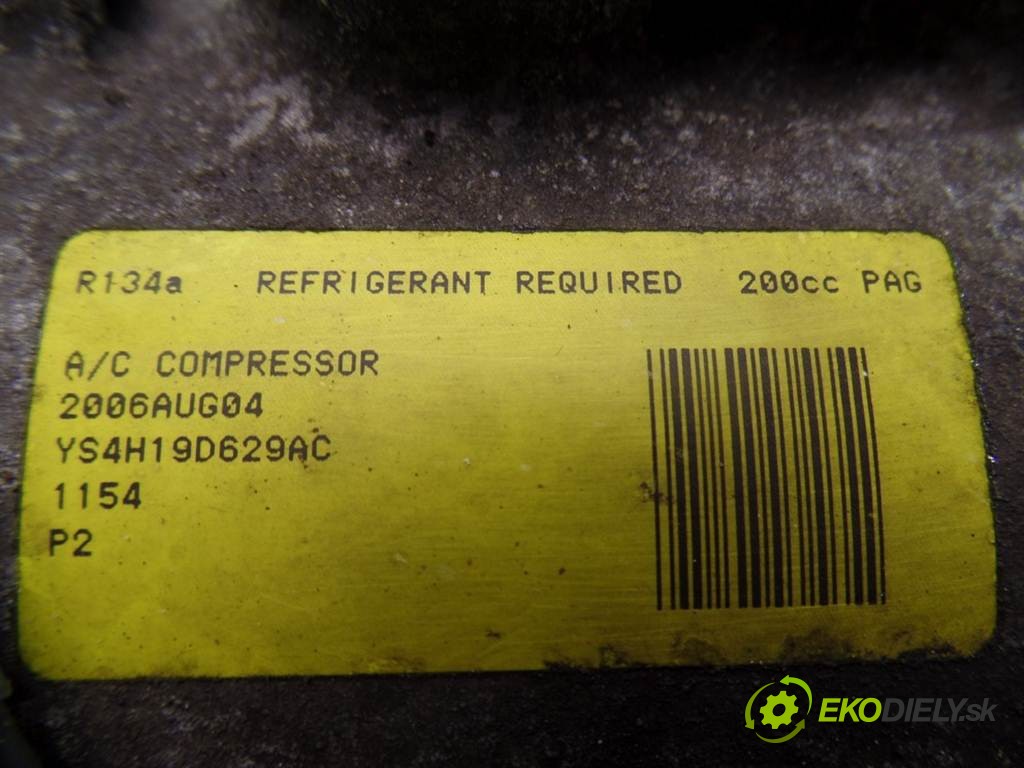 R134a REFRIGERANT REQUIRED 200cc PAG
A/C COMPRESSOR
2006AUG04
YS4H19D629AC
1154
P2
EKODIELY.sk